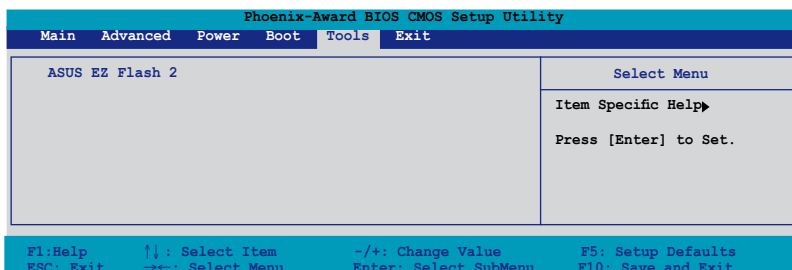 Phoenix-Award BIOS CMOS Setup Utility
Main Advanced Power Boot Tools Exit
ASUS EZ Flash 2
Select Menu
Item Specific Help▶
Press [Enter] to Set.
F1:Help ↑↓ : Select Item -/+: Change Value F5: Setup Defaults
ESC: Exit →←: Select Menu Enter: Select SubMenu F10: Save and Exit